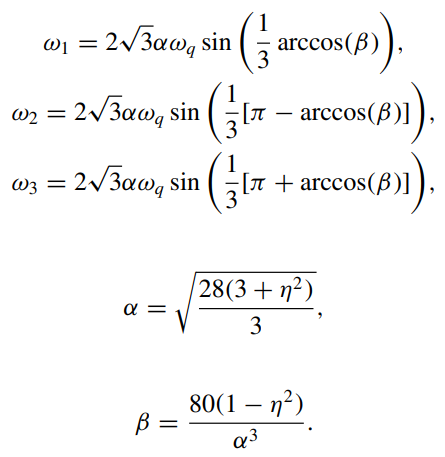 ω₁ = 2√3αω_q sin (1/3 arccos(β)),
ω₂ = 2√3αω_q sin (1/3[π − arccos(β)]),
ω₃ = 2√3αω_q sin (1/3[π + arccos(β)]),
α = √(28(3 + η²)/3),
β = 80(1 − η²)/α³.